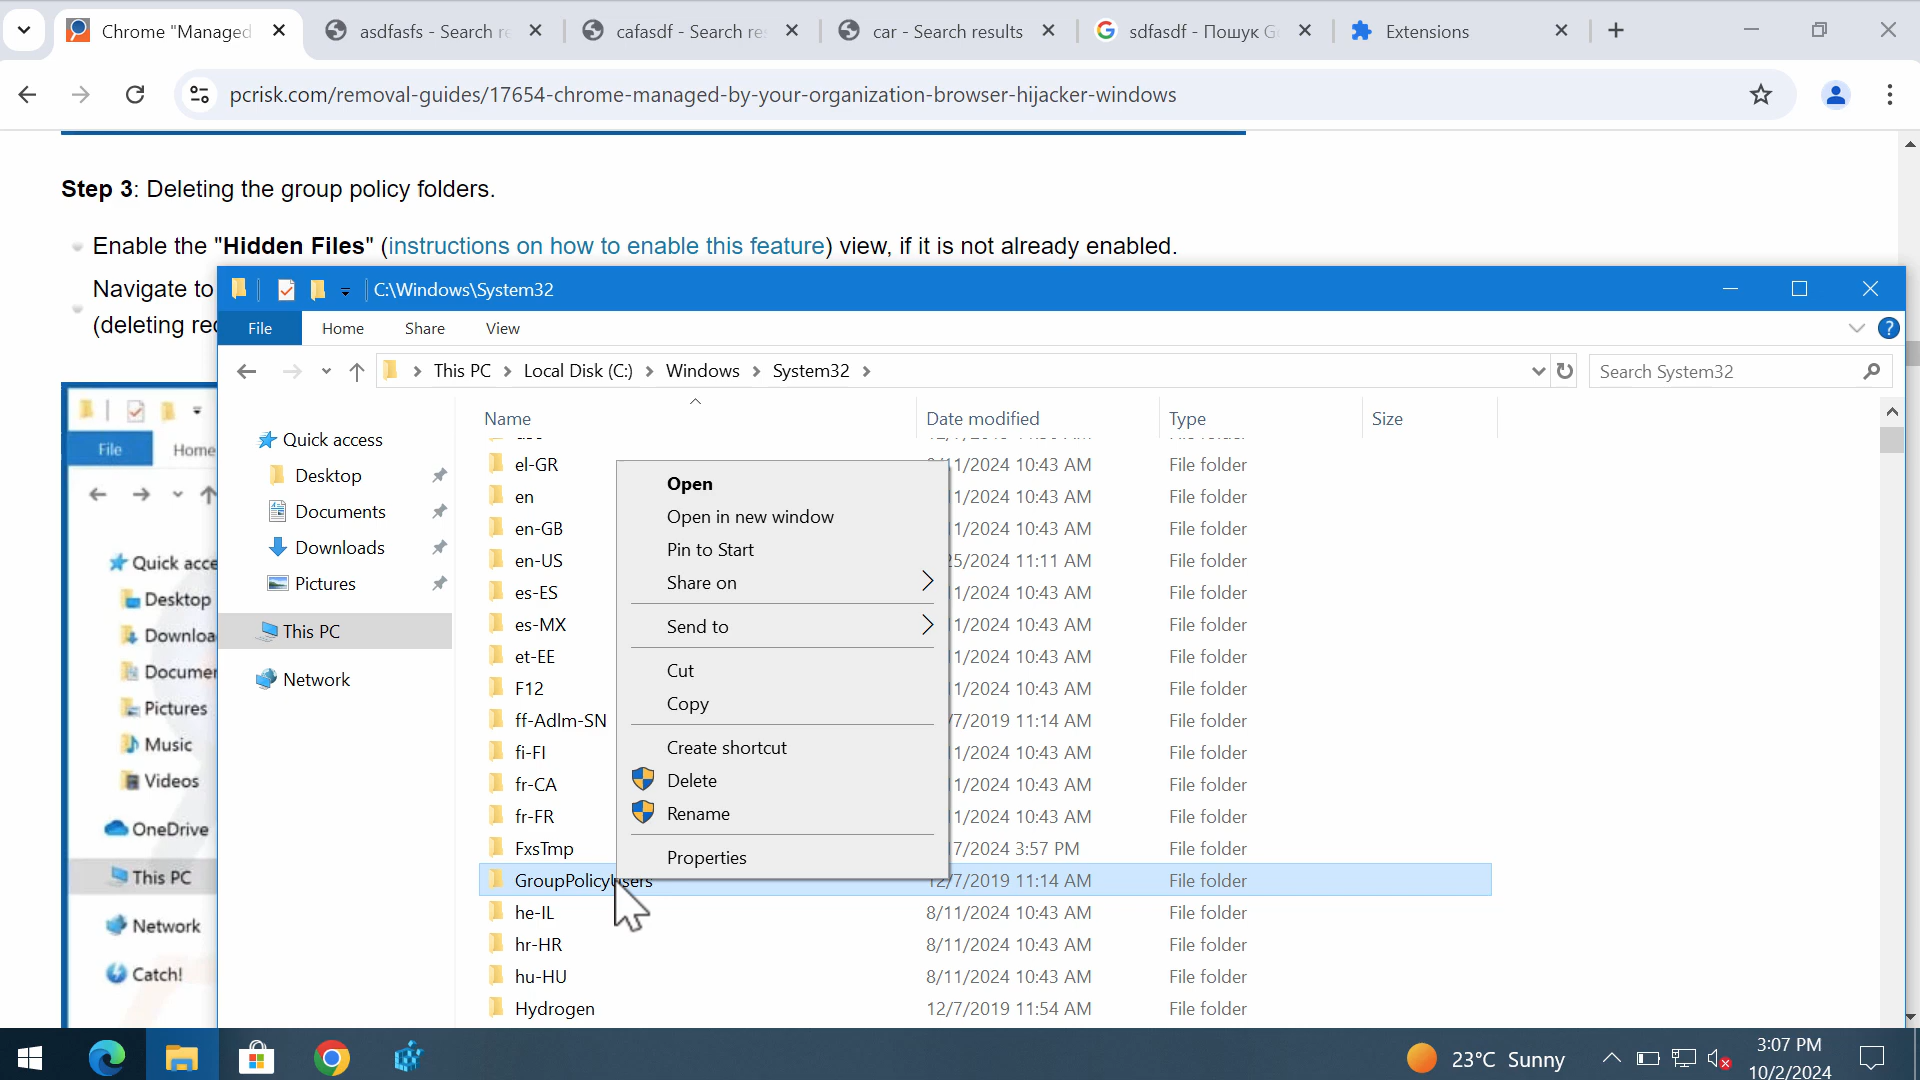 Chrome "Managed
asdfasfs - Search re
cafasdf - Search res
car - Search results
sdfasdf - Пошук G
Extensions
pcrisk.com/removal-guides/17654-chrome-managed-by-your-organization-browser-hijacker-windows
Step 3: Deleting the group policy folders.
Enable the "Hidden Files" (instructions on how to enable this feature) view, if it is not already enabled.
Navigate to
(deleting rec
C:\Windows\System32
File Home Share View
This PC Local Disk (C:) Windows System32
Search System32
File Home
Quick acce
Desktop
Downloa
Documen
Pictures
Music
Videos
OneDrive
This PC
Network
Catch!
Quick access
Desktop
Documents
Downloads
Pictures
This PC
Network
Name Date modified Type Size
el-GR /11/2024 10:43 AM File folder
en 11/2024 10:43 AM File folder
en-GB 11/2024 10:43 AM File folder
en-US 25/2024 11:11 AM File folder
es-ES 11/2024 10:43 AM File folder
es-MX 11/2024 10:43 AM File folder
et-EE 11/2024 10:43 AM File folder
F12 11/2024 10:43 AM File folder
ff-Adlm-SN /7/2019 11:14 AM File folder
fi-FI 11/2024 10:43 AM File folder
fr-CA 11/2024 10:43 AM File folder
fr-FR 11/2024 10:43 AM File folder
FxsTmp 17/2024 3:57 PM File folder
GroupPolicyUsers 12/7/2019 11:14 AM File folder
he-IL 8/11/2024 10:43 AM File folder
hr-HR 8/11/2024 10:43 AM File folder
hu-HU 8/11/2024 10:43 AM File folder
Hydrogen 12/7/2019 11:54 AM File folder
Open
Open in new window
Pin to Start
Share on
Send to
Cut
Copy
Create shortcut
Delete
Rename
Properties
23°C Sunny
3:07 PM
10/2/2024